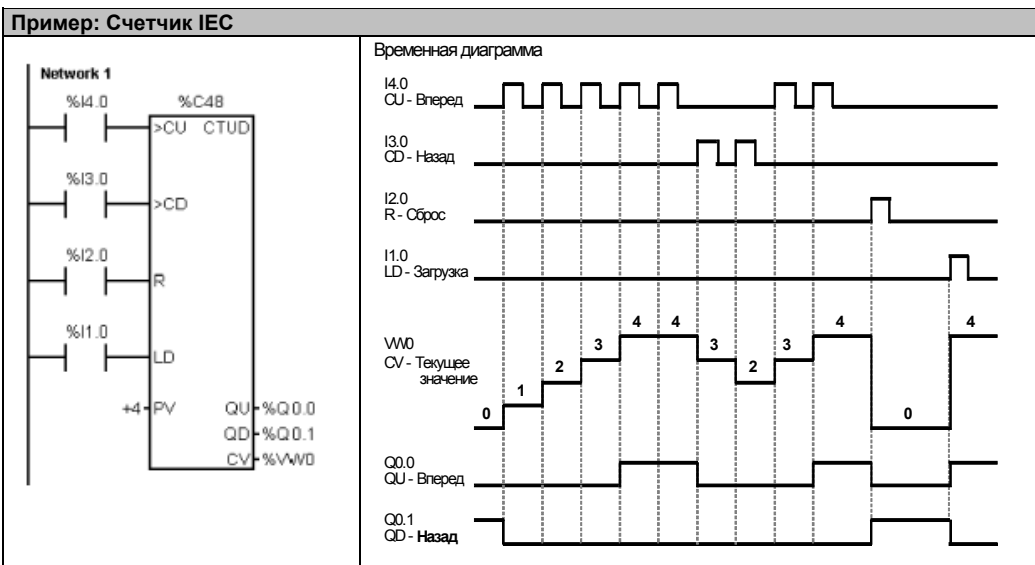 Пример: Счетчик IEC
Network 1
%I4.0 %C48
>CU CTUD
%I3.0
>CD
%I2.0
R
%I1.0
LD
+4 PV QU %Q0.0
QD %Q0.1
CV %VW0
Временная диаграмма
I4.0
CU - Вперед
I3.0
CD - Назад
I2.0
R - Сброс
I1.0
LD - Загрузка
VW0
CV - Текущее
значение
0 1 2 3 4 4 3 2 3 4 0 4
Q0.0
QU - Вперед
Q0.1
QD - Назад